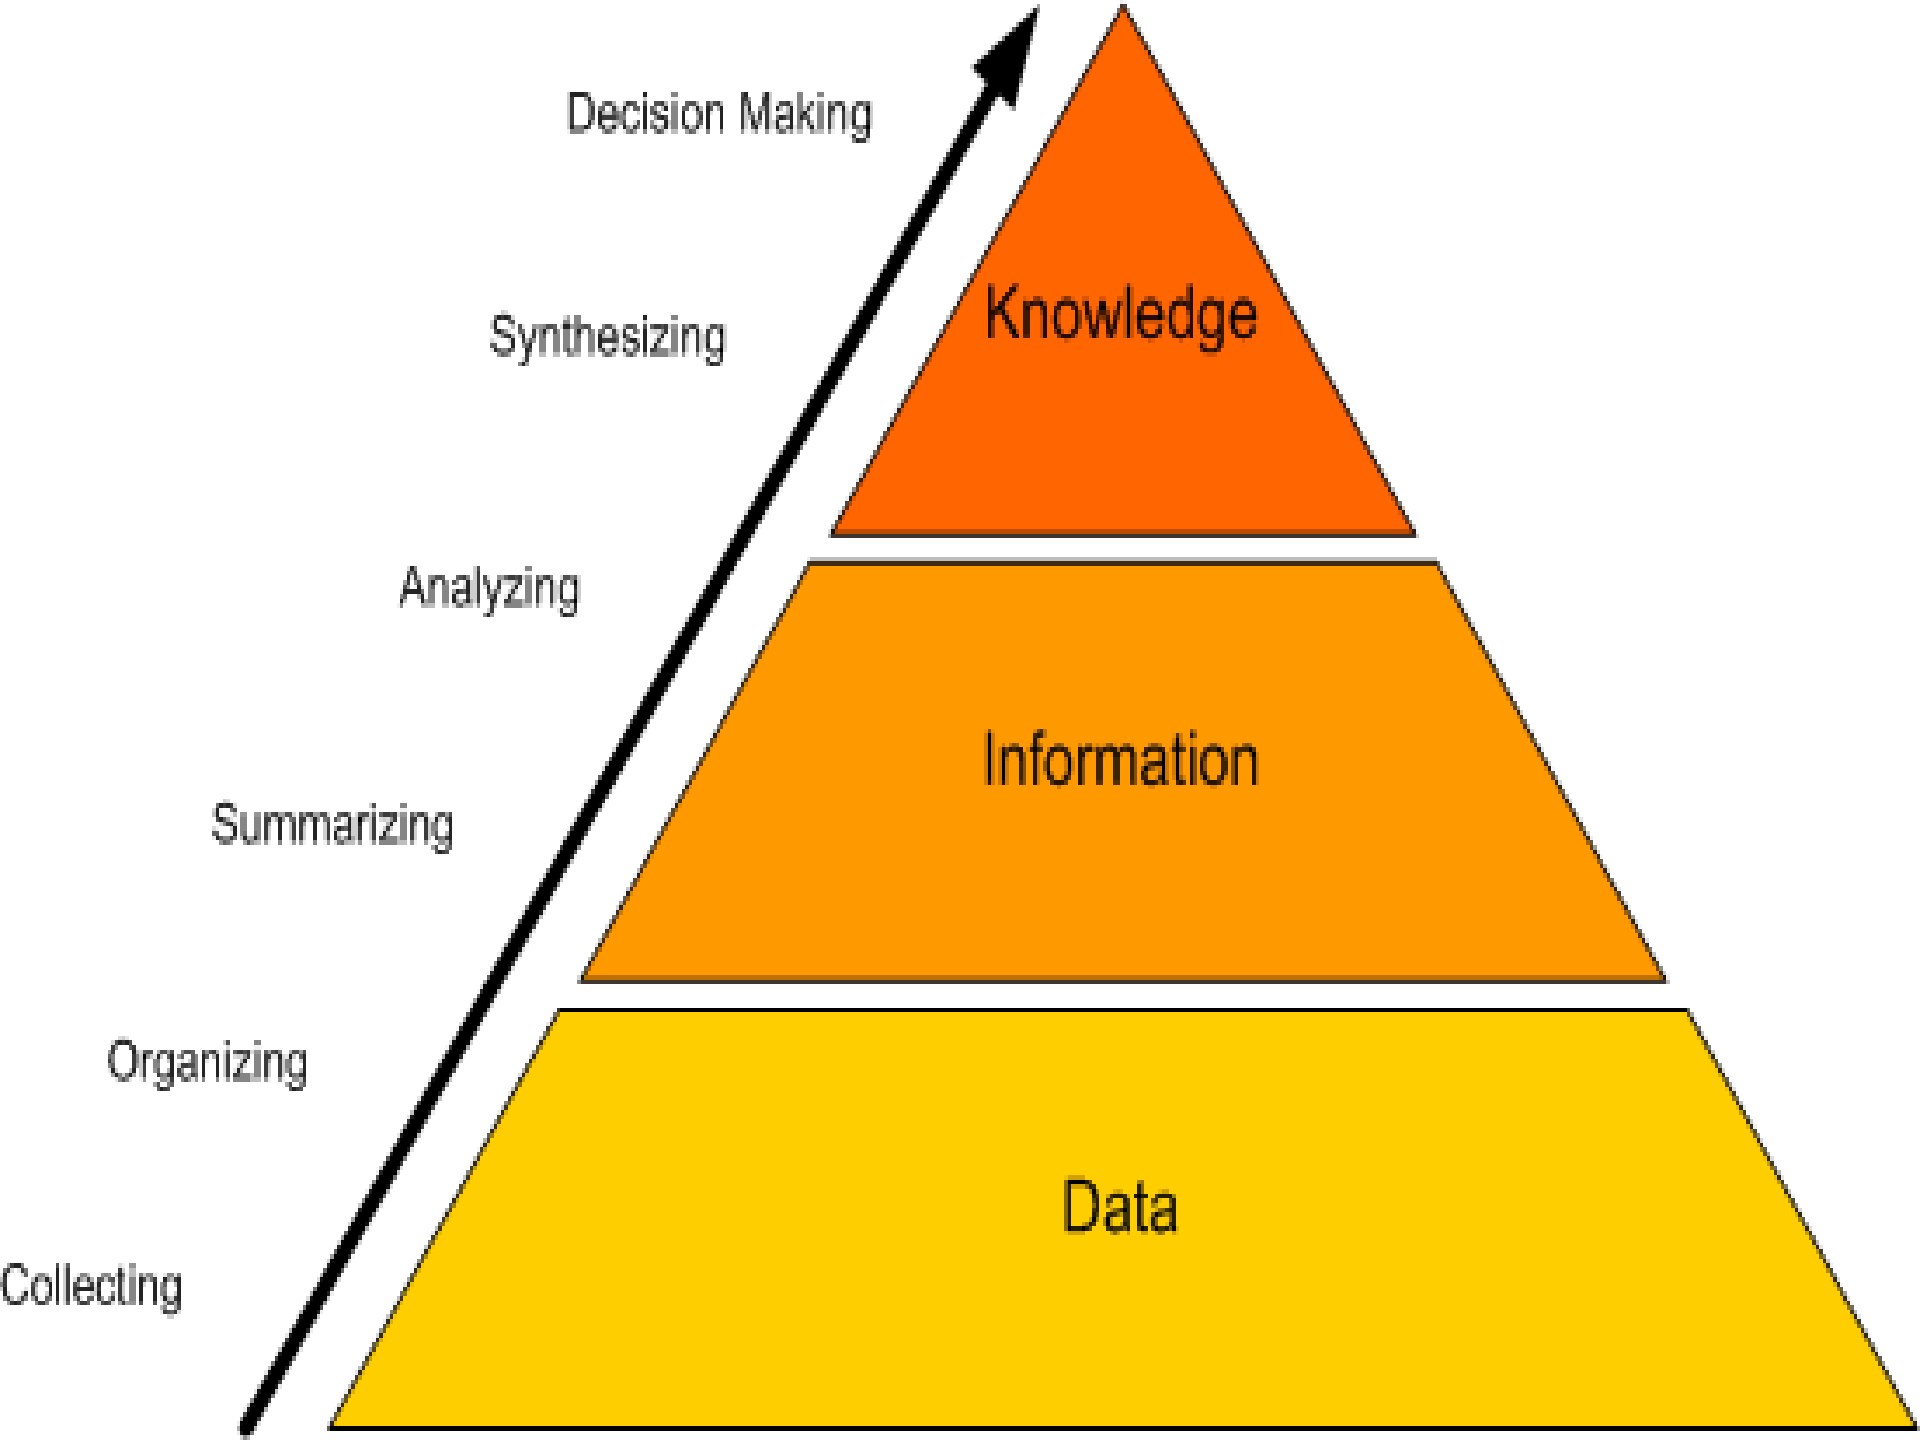 Decision Making
Synthesizing
Knowledge
Analyzing
Information
Summarizing
Organizing
Data
Collecting